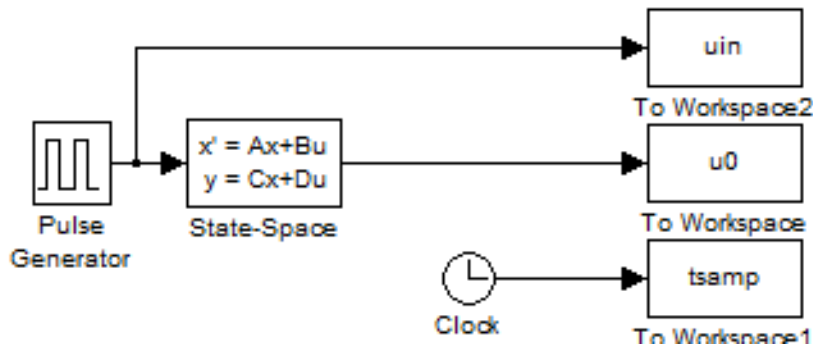 uin
To Workspace2
x' = Ax+Bu
y = Cx+Du
State-Space
Pulse
Generator
u0
To Workspace
tsamp
To Workspace1
Clock